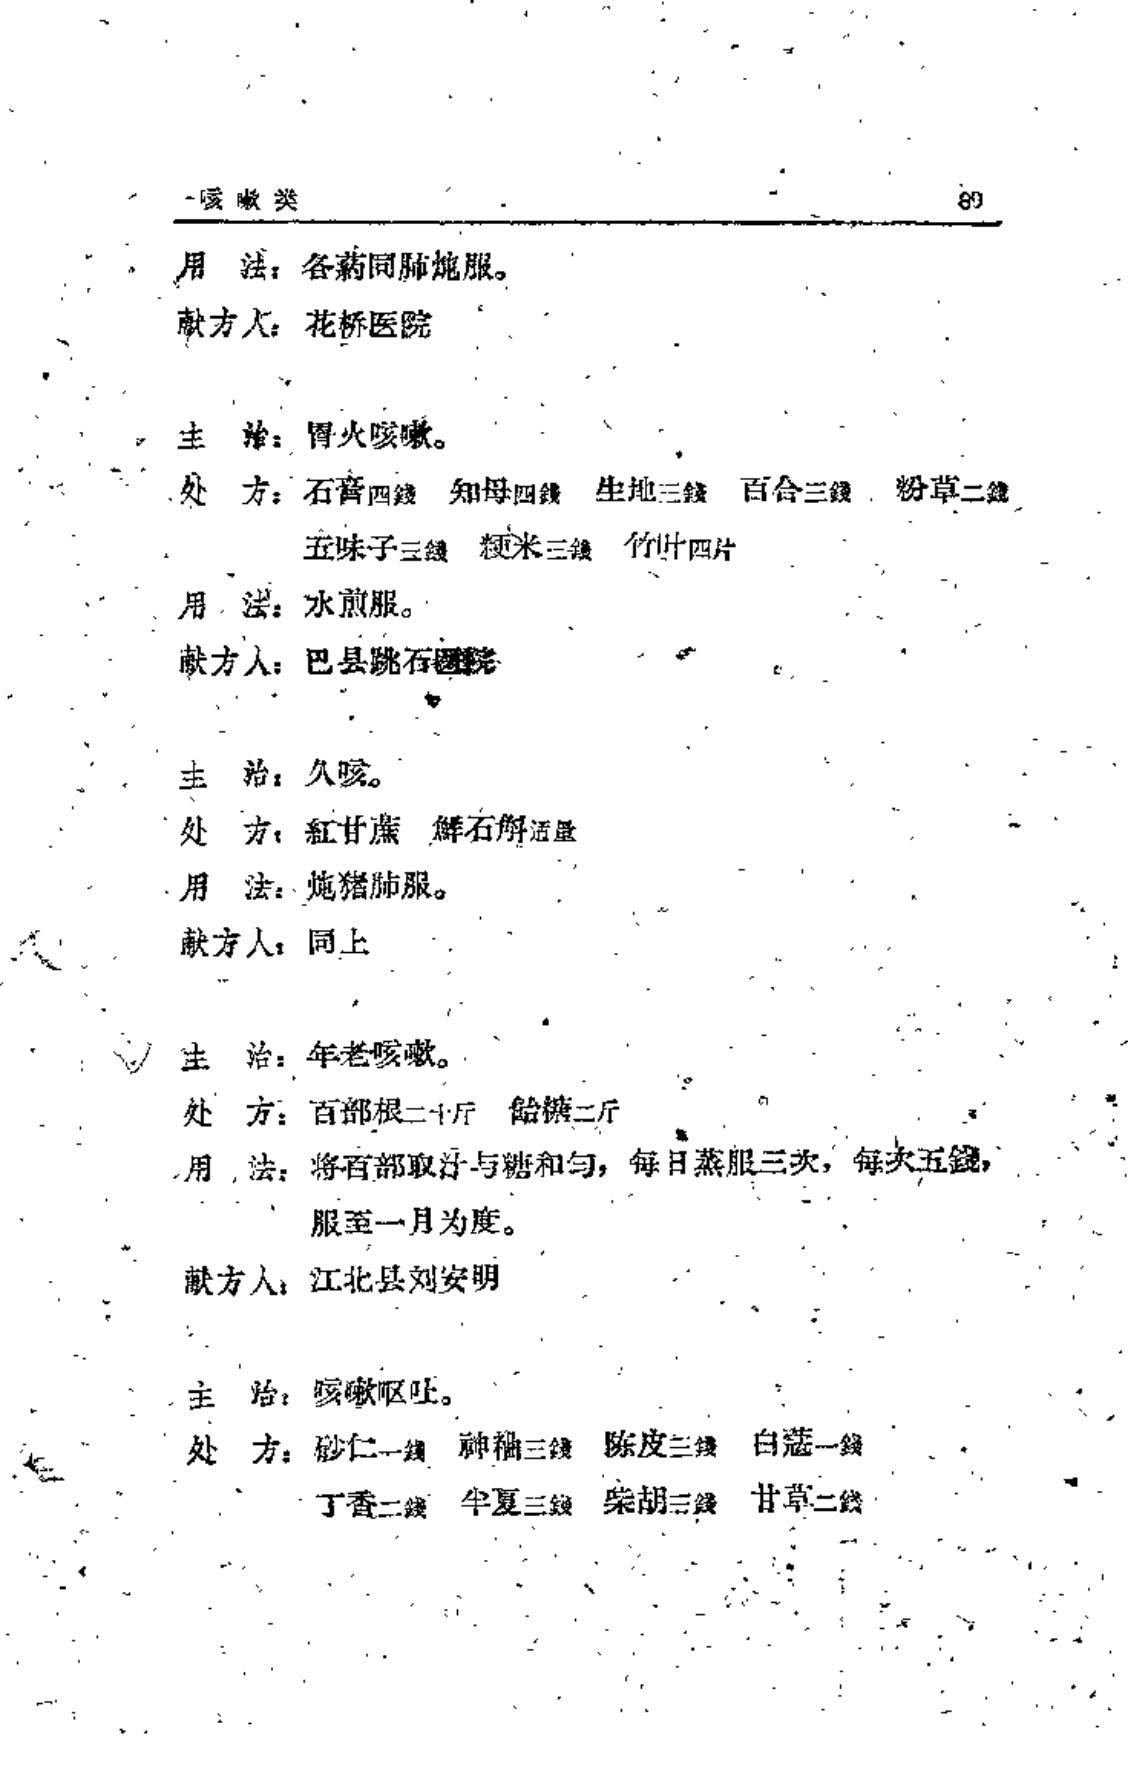 咳嗽类 89
用 法：各药同肺炖服。
献方人：花桥医院
主 治：胃火咳嗽。
处 方：石膏四錢 知母四錢 生地三錢 百合三錢 粉草二錢
五味子三錢 粳米三錢 竹叶四片
用 法：水煎服。
献方人：巴县跳石医院
主 治：久咳。
处 方：紅甘蔗 鮮石斛适量
用 法：炖猪肺服。
献方人：同上
主 治：年老咳嗽。
处 方：百部根二十斤 飴糖二斤
用 法：将百部取汁与糖和匀，每日蒸服三次，每次五錢，
服至一月为度。
献方人：江北县刘安明
主 治：咳嗽呕吐。
处 方：砂仁一錢 神粬三錢 陈皮三錢 白蔻一錢
丁香二錢 半夏三錢 柴胡三錢 甘草二錢